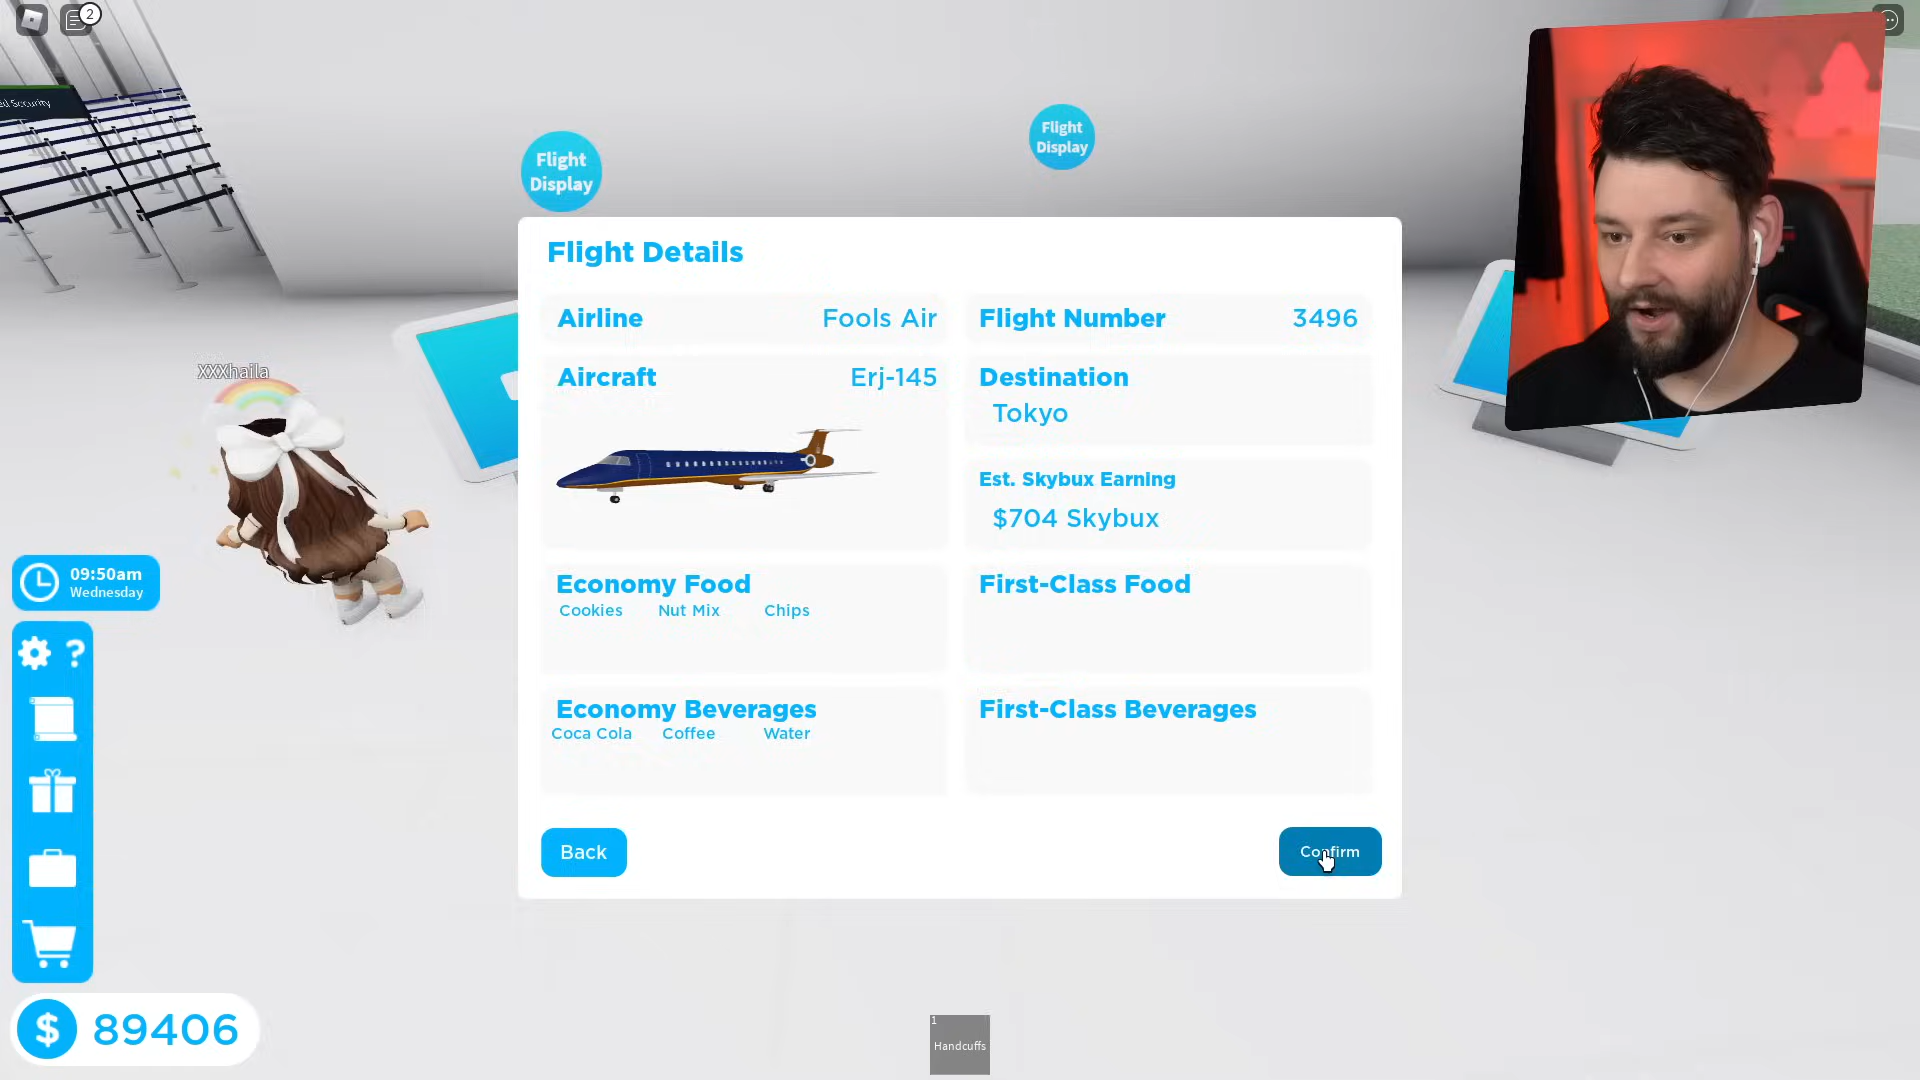 2
ed Security
Flight
Display
Flight
Display
XXXhaila
Flight Details
Airline Fools Air
Flight Number 3496
Aircraft Erj-145
Destination
Tokyo
Est. Skybux Earning
$704 Skybux
Economy Food
Cookies Nut Mix Chips
First-Class Food
Economy Beverages
Coca Cola Coffee Water
First-Class Beverages
Back
Confirm
09:50am
Wednesday
?
$ 89406
1
Handcuffs